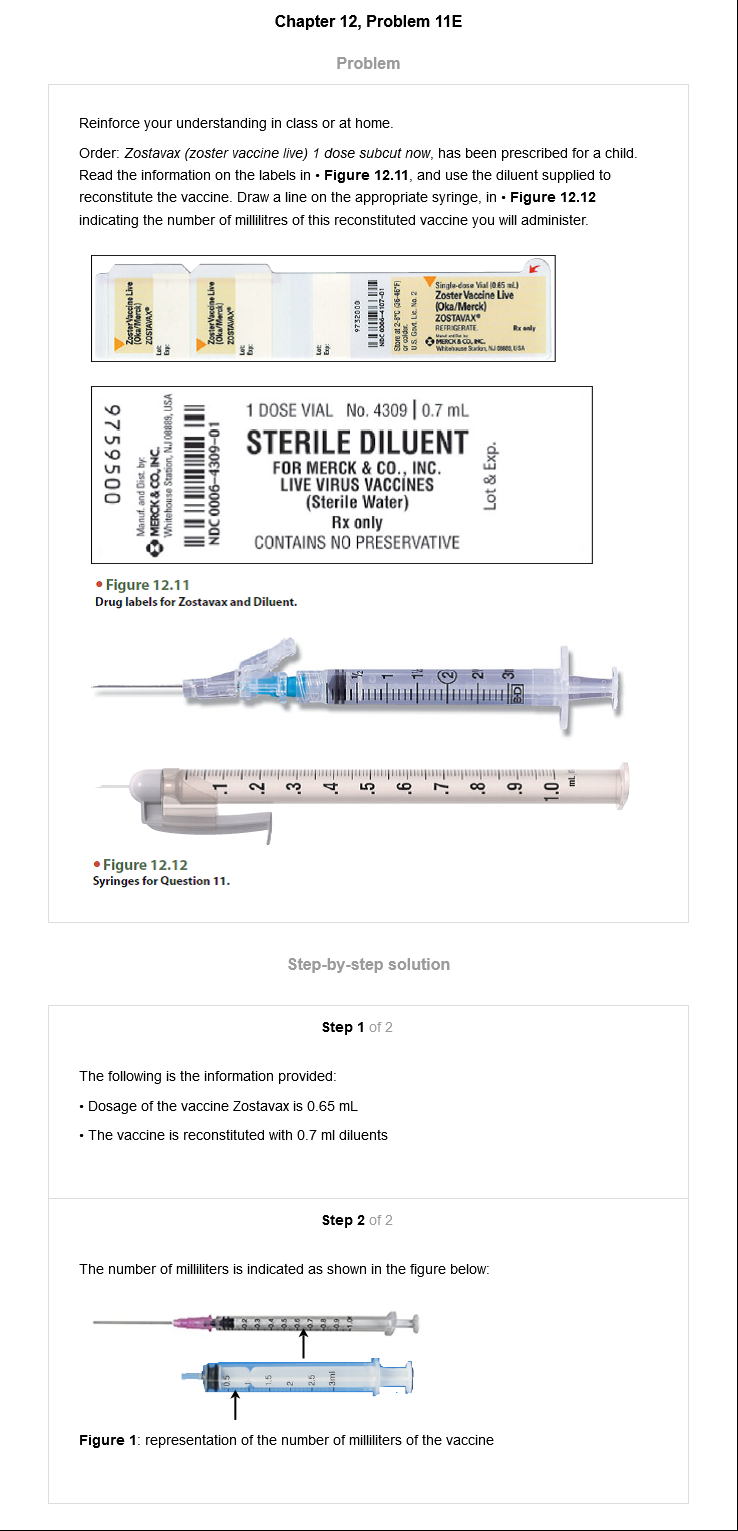 Chapter 12, Problem 11E
Problem
Reinforce your understanding in class or at home.
Order: Zostavax (zoster vaccine live) 1 dose subcut now, has been prescribed for a child.
Read the information on the labels in • Figure 12.11, and use the diluent supplied to
reconstitute the vaccine. Draw a line on the appropriate syringe, in • Figure 12.12
indicating the number of millilitres of this reconstituted vaccine you will administer.
Zoster Vaccine Live
(Oka/Merck)
ZOSTAVAX®
Lot:
Exp:
Zoster Vaccine Live
(Oka/Merck)
ZOSTAVAX®
Lot:
Exp:
Lot:
Exp:
9732000
NDC 0006-4107-01
Store at 2-8°C (36-46°F)
or colder.
U.S. Govt. Lic. No. 2
Single-dose Vial (0.65 mL)
Zoster Vaccine Live
(Oka/Merck)
ZOSTAVAX®
REFRIGERATE.
Rx only
Manuf. and Dist. by:
MERCK & CO., INC.
Whitehouse Station, NJ 08889, USA
9759500
Manuf. and Dist. by:
MERCK & CO., INC.
Whitehouse Station, NJ 08889, USA
NDC 0006-4309-01
1 DOSE VIAL No. 4309 | 0.7 mL
STERILE DILUENT
FOR MERCK & CO., INC.
LIVE VIRUS VACCINES
(Sterile Water)
Rx only
CONTAINS NO PRESERVATIVE
Lot & Exp.
• Figure 12.11
Drug labels for Zostavax and Diluent.
½ 1 1½ 2 2 3
BD
.1 .2 .3 .4 .5 .6 .7 .8 .9 1.0 mL
• Figure 12.12
Syringes for Question 11.
Step-by-step solution
Step 1 of 2
The following is the information provided:
• Dosage of the vaccine Zostavax is 0.65 mL
• The vaccine is reconstituted with 0.7 ml diluents
Step 2 of 2
The number of milliliters is indicated as shown in the figure below:
0.2 0.3 0.4 0.5 0.6 0.7 0.8 0.9 1.0
0.5 1 1.5 2 2.5 3ml
Figure 1: representation of the number of milliliters of the vaccine